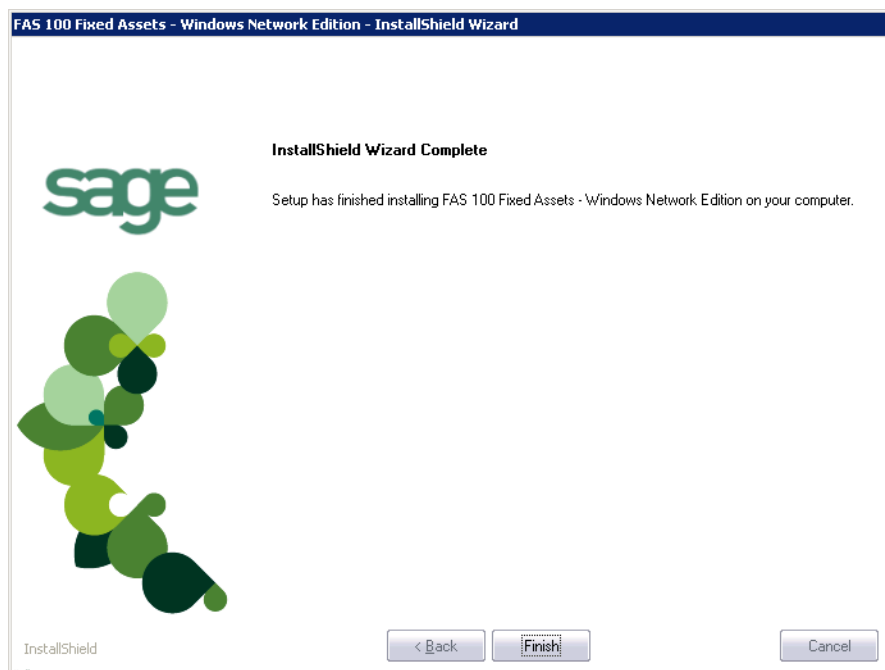 FAS 100 Fixed Assets - Windows Network Edition - InstallShield Wizard
InstallShield Wizard Complete
sage
Setup has finished installing FAS 100 Fixed Assets - Windows Network Edition on your computer.
InstallShield
< Back
Finish
Cancel